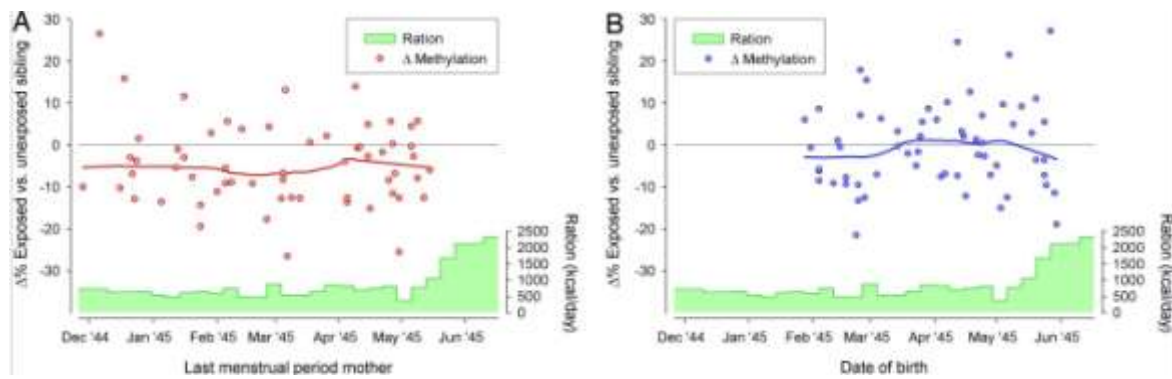 A
Δ% Exposed vs. unexposed sibling
30
20
10
0
-10
-20
-30
Ration
Δ Methylation
2500
2000
1500
1000
500
0
Ration (kcal/day)
Dec '44 Jan '45 Feb '45 Mar '45 Apr '45 May '45 Jun '45
Last menstrual period mother
B
Δ% Exposed vs. unexposed sibling
30
20
10
0
-10
-20
-30
Ration
Δ Methylation
2500
2000
1500
1000
500
0
Ration (kcal/day)
Dec '44 Jan '45 Feb '45 Mar '45 Apr '45 May '45 Jun '45
Date of birth